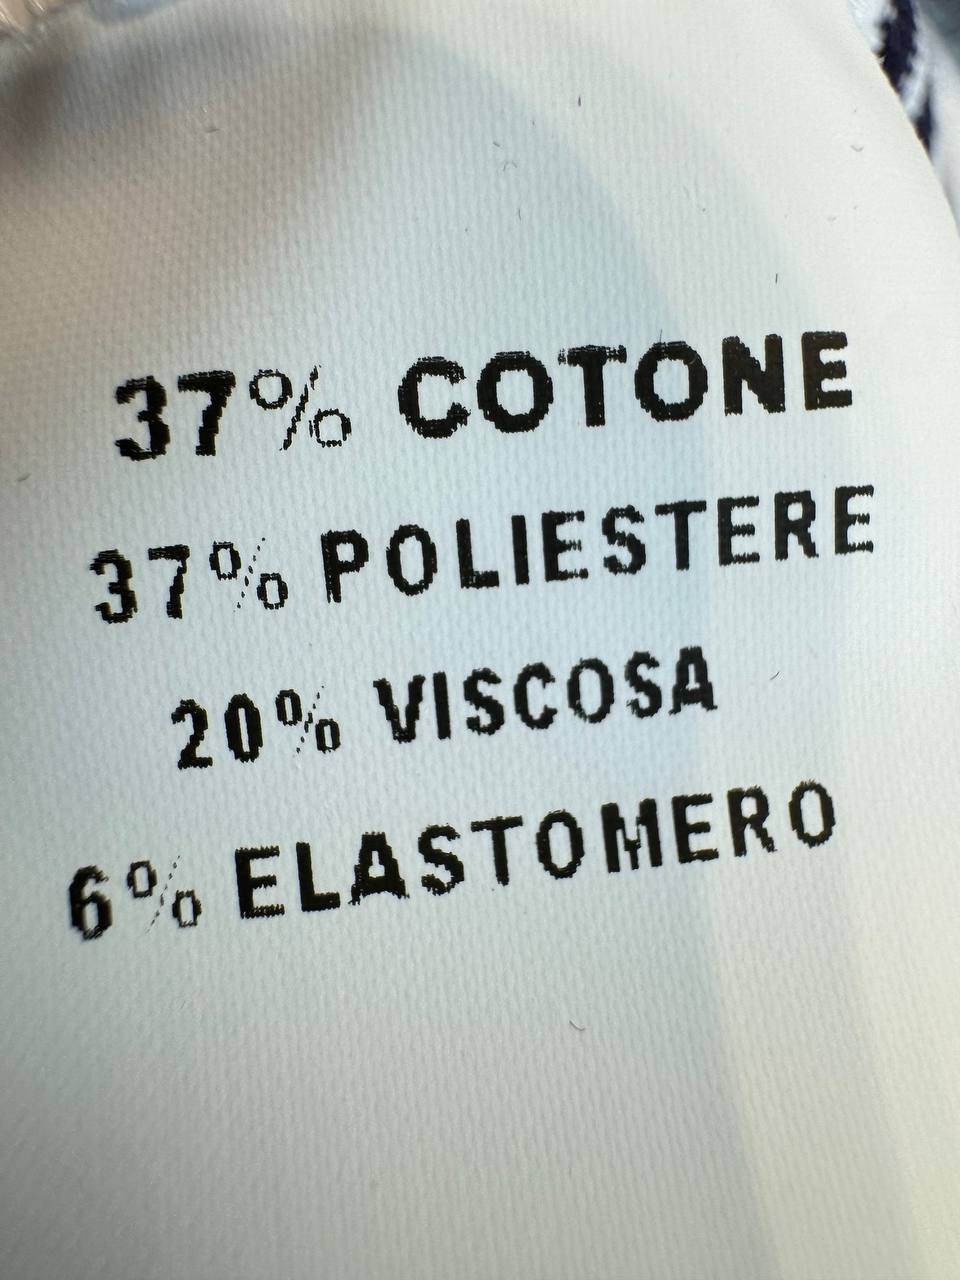 37% COTONE
37% POLIESTERE
20% VISCOSA
6% ELASTOMERO